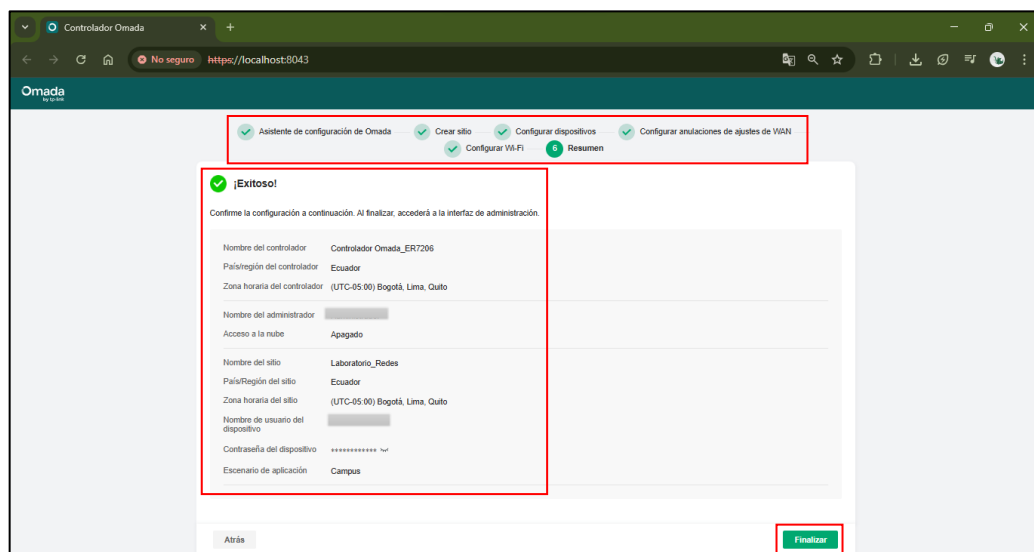 Controlador Omada
No seguro https://localhost:8043
Omada
by tp-link
Asistente de configuración de Omada Crear sitio Configurar dispositivos Configurar anulaciones de ajustes de WAN
Configurar Wi-Fi 6 Resumen
¡Exitoso!
Confirme la configuración a continuación. Al finalizar, accederá a la interfaz de administración.
Nombre del controlador Controlador Omada_ER7206
País/región del controlador Ecuador
Zona horaria del controlador (UTC-05:00) Bogotá, Lima, Quito
Nombre del administrador
Acceso a la nube Apagado
Nombre del sitio Laboratorio_Redes
País/Región del sitio Ecuador
Zona horaria del sitio (UTC-05:00) Bogotá, Lima, Quito
Nombre de usuario del
dispositivo
Contraseña del dispositivo ************
Escenario de aplicación Campus
Atrás Finalizar